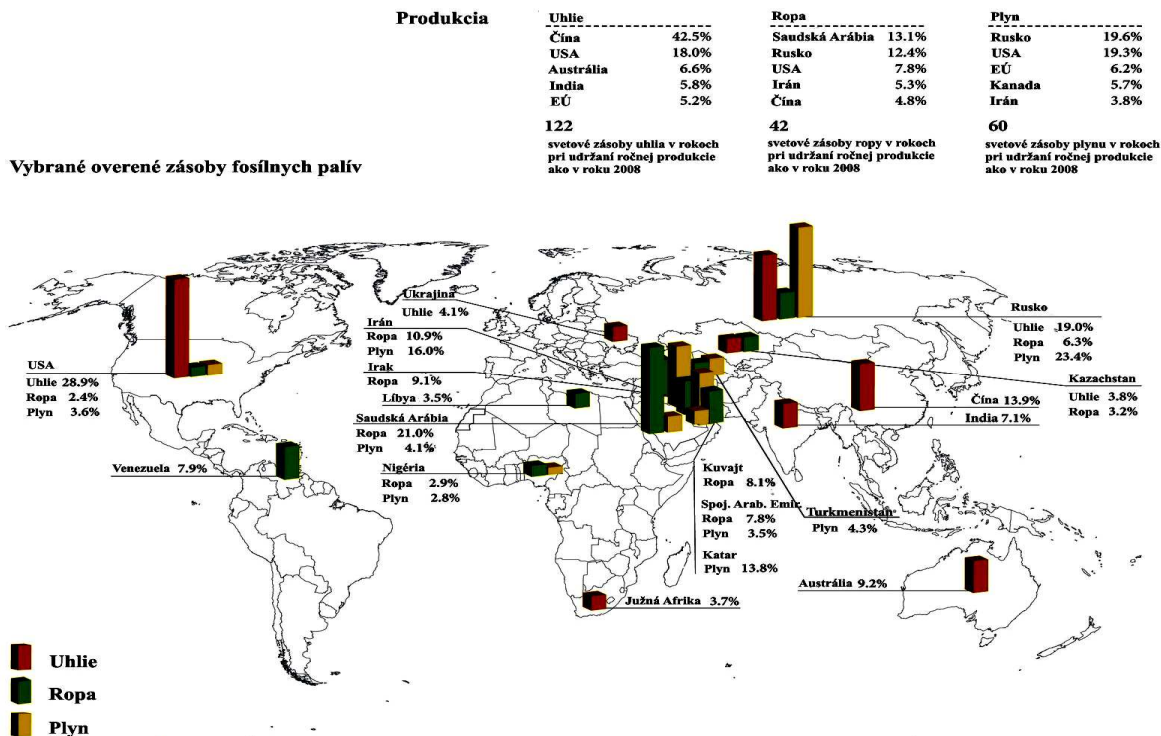 Produkcia
Uhlie
Čína 42.5%
USA 18.0%
Austrália 6.6%
India 5.8%
EÚ 5.2%
122
svetové zásoby uhlia v rokoch
pri udržaní ročnej produkcie
ako v roku 2008
Ropa
Saudská Arábia 13.1%
Rusko 12.4%
USA 7.8%
Irán 5.3%
Čína 4.8%
42
svetové zásoby ropy v rokoch
pri udržaní ročnej produkcie
ako v roku 2008
Plyn
Rusko 19.6%
USA 19.3%
EÚ 6.2%
Kanada 5.7%
Irán 3.8%
60
svetové zásoby plynu v rokoch
pri udržaní ročnej produkcie
ako v roku 2008
Vybrané overené zásoby fosílnych palív
USA
Uhlie 28.9%
Ropa 2.4%
Plyn 3.6%
Venezuela 7.9%
Ukrajina
Uhlie 4.1%
Irán
Ropa 10.9%
Plyn 16.0%
Irak
Ropa 9.1%
Líbya 3.5%
Saudská Arábia
Ropa 21.0%
Plyn 4.1%
Nigéria
Ropa 2.9%
Plyn 2.8%
Južná Afrika 3.7%
Kuvajt
Ropa 8.1%
Spoj. Arab. Emir.
Ropa 7.8%
Plyn 3.5%
Katar
Plyn 13.8%
Turkmenistan
Plyn 4.3%
Rusko
Uhlie 19.0%
Ropa 6.3%
Plyn 23.4%
Kazachstan
Uhlie 3.8%
Ropa 3.2%
Čína 13.9%
India 7.1%
Austrália 9.2%
Uhlie
Ropa
Plyn